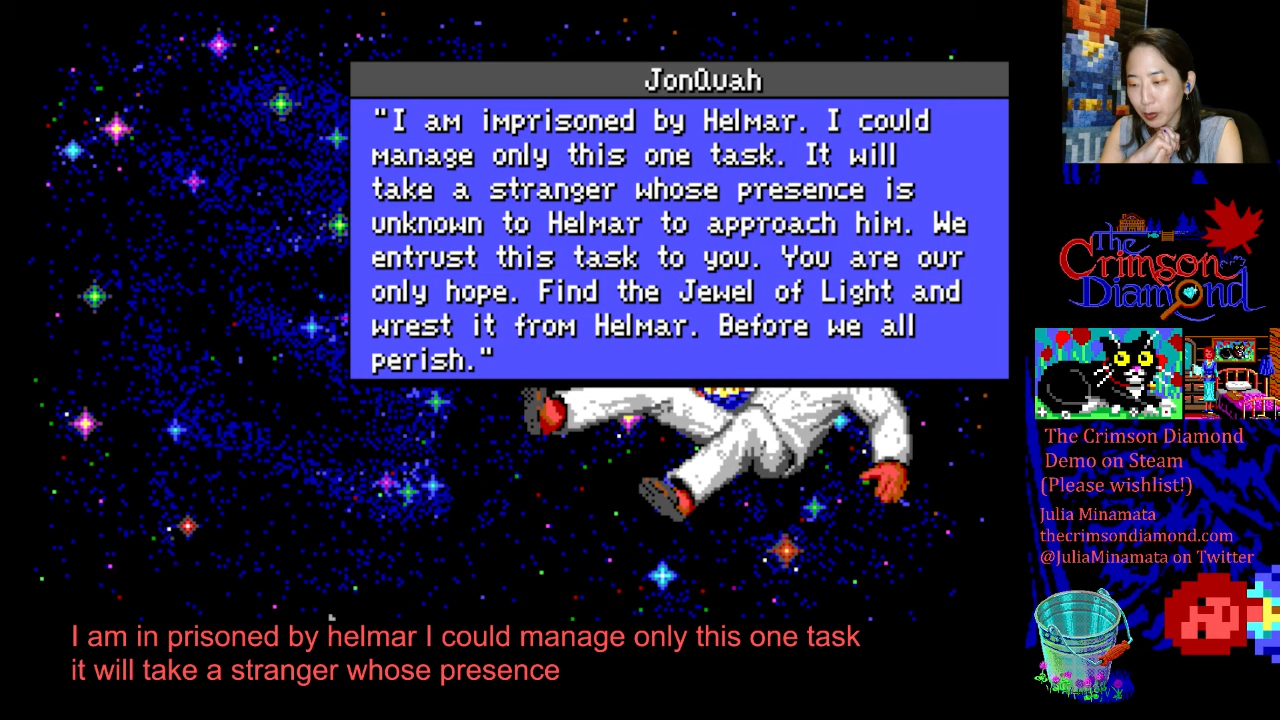 JonQuah
"I am imprisoned by Helmar. I could
manage only this one task. It will
take a stranger whose presence is
unknown to Helmar to approach him. We
entrust this task to you. You are our
only hope. Find the Jewel of Light and
wrest it from Helmar. Before we all
perish."
I am in prisoned by helmar I could manage only this one task
it will take a stranger whose presence
The
Crimson
Diamond
The Crimson Diamond
Demo on Steam
(Please wishlist!)
Julia Minamata
thecrimsondiamond.com
@JuliaMinamata on Twitter